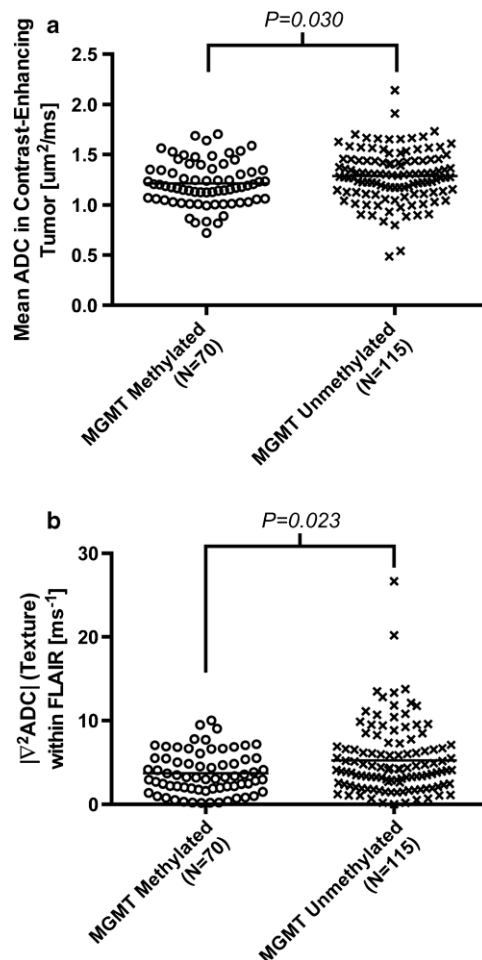 a
P=0.030
Mean ADC in Contrast-Enhancing
Tumor [um²/ms]
2.5
2.0
1.5
1.0
0.5
0.0
MGMT Methylated
(N=70)
MGMT Unmethylated
(N=115)
b
P=0.023
|∇²ADC| (Texture)
within FLAIR [ms⁻¹]
30
20
10
0
MGMT Methylated
(N=70)
MGMT Unmethylated
(N=115)